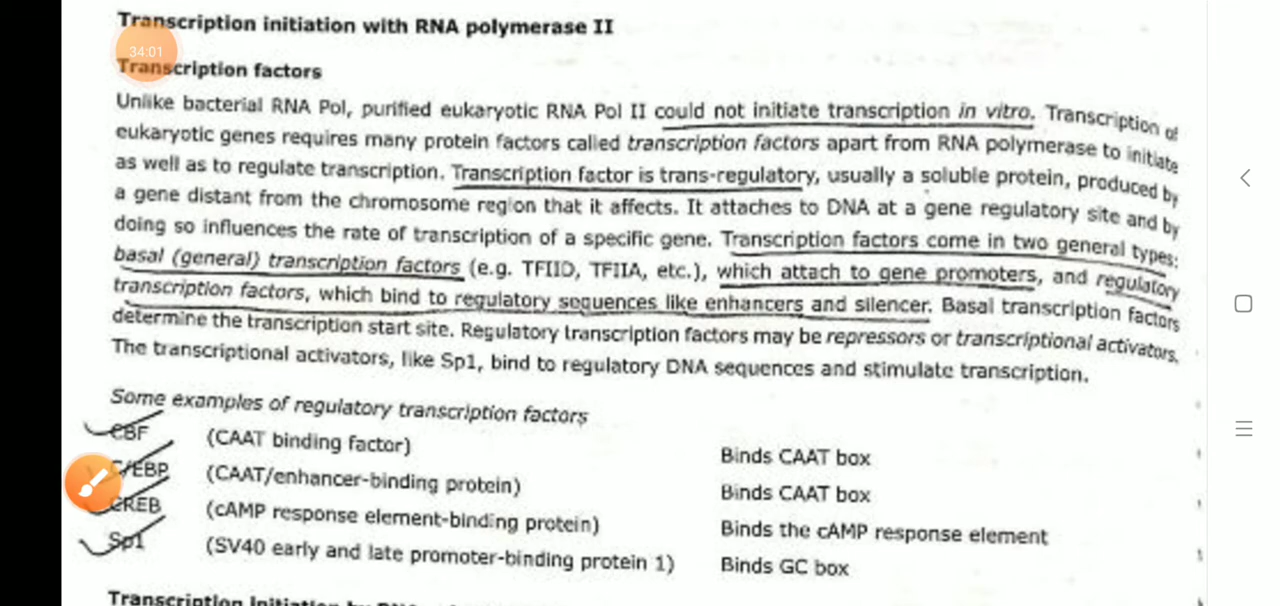 Transcription initiation with RNA polymerase II
34:01
Transcription factors
Unlike bacterial RNA Pol, purified eukaryotic RNA Pol II could not initiate transcription in vitro. Transcription of
eukaryotic genes requires many protein factors called transcription factors apart from RNA polymerase to initiate
as well as to regulate transcription. Transcription factor is trans-regulatory, usually a soluble protein, produced by
a gene distant from the chromosome region that it affects. It attaches to DNA at a gene regulatory site and by
doing so influences the rate of transcription of a specific gene. Transcription factors come in two general types:
basal (general) transcription factors (e.g. TFIID, TFIIA, etc.), which attach to gene promoters, and regulatory
transcription factors, which bind to regulatory sequences like enhancers and silencer. Basal transcription factors
determine the transcription start site. Regulatory transcription factors may be repressors or transcriptional activators.
The transcriptional activators, like Sp1, bind to regulatory DNA sequences and stimulate transcription.
Some examples of regulatory transcription factors
CBF (CAAT binding factor) Binds CAAT box
C/EBP (CAAT/enhancer-binding protein) Binds CAAT box
CREB (cAMP response element-binding protein) Binds the cAMP response element
Sp1 (SV40 early and late promoter-binding protein 1) Binds GC box
Transcription initiation by